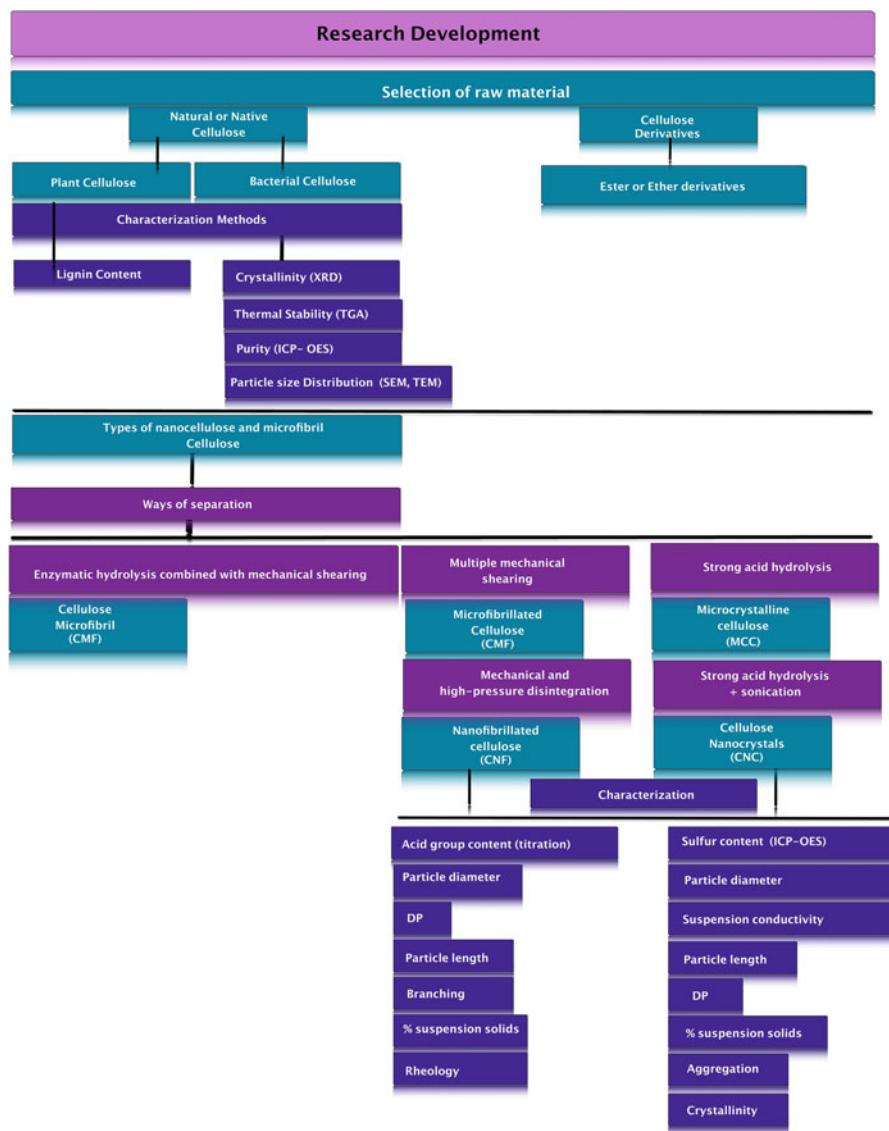 Research Development
Selection of raw material
Natural or Native
Cellulose
Cellulose
Derivatives
Plant Cellulose
Bacterial Cellulose
Ester or Ether derivatives
Characterization Methods
Lignin Content
Crystallinity (XRD)
Thermal Stability (TGA)
Purity (ICP- OES)
Particle size Distribution (SEM, TEM)
Types of nanocellulose and microfibril
Cellulose
Ways of separation
Enzymatic hydrolysis combined with mechanical shearing
Cellulose
Microfibril
(CMF)
Multiple mechanical
shearing
Microfibrillated
Cellulose
(CMF)
Mechanical and
high-pressure disintegration
Nanofibrillated
cellulose
(CNF)
Strong acid hydrolysis
Microcrystalline
cellulose
(MCC)
Strong acid hydrolysis
+ sonication
Cellulose
Nanocrystals
(CNC)
Characterization
Acid group content (titration)
Particle diameter
DP
Particle length
Branching
% suspension solids
Rheology
Sulfur content (ICP-OES)
Particle diameter
Suspension conductivity
Particle length
DP
% suspension solids
Aggregation
Crystallinity